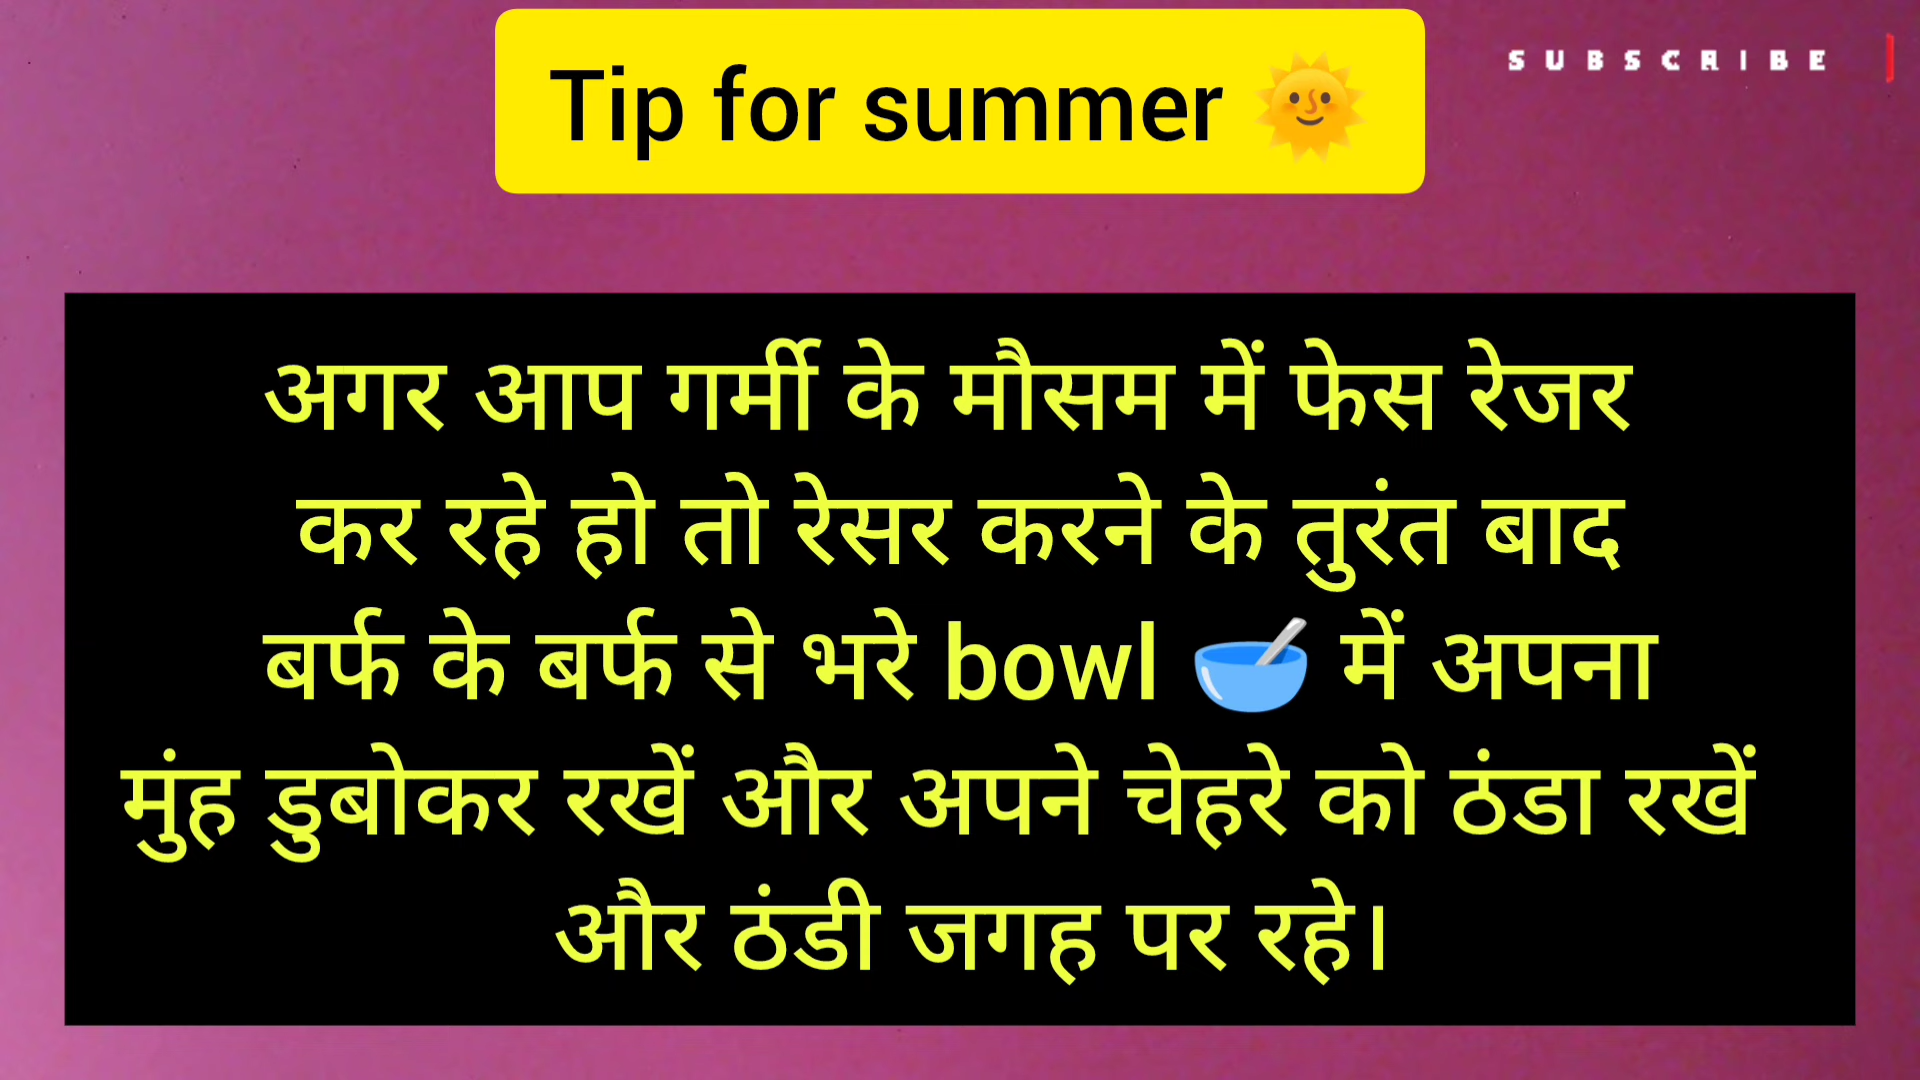 Tip for summer 🌞
SUBSCRIBE
अगर आप गर्मी के मौसम में फेस रेजर
कर रहे हो तो रेसर करने के तुरंत बाद
बर्फ के बर्फ से भरे bowl 🥣 में अपना
मुंह डुबोकर रखें और अपने चेहरे को ठंडा रखें
और ठंडी जगह पर रहे।